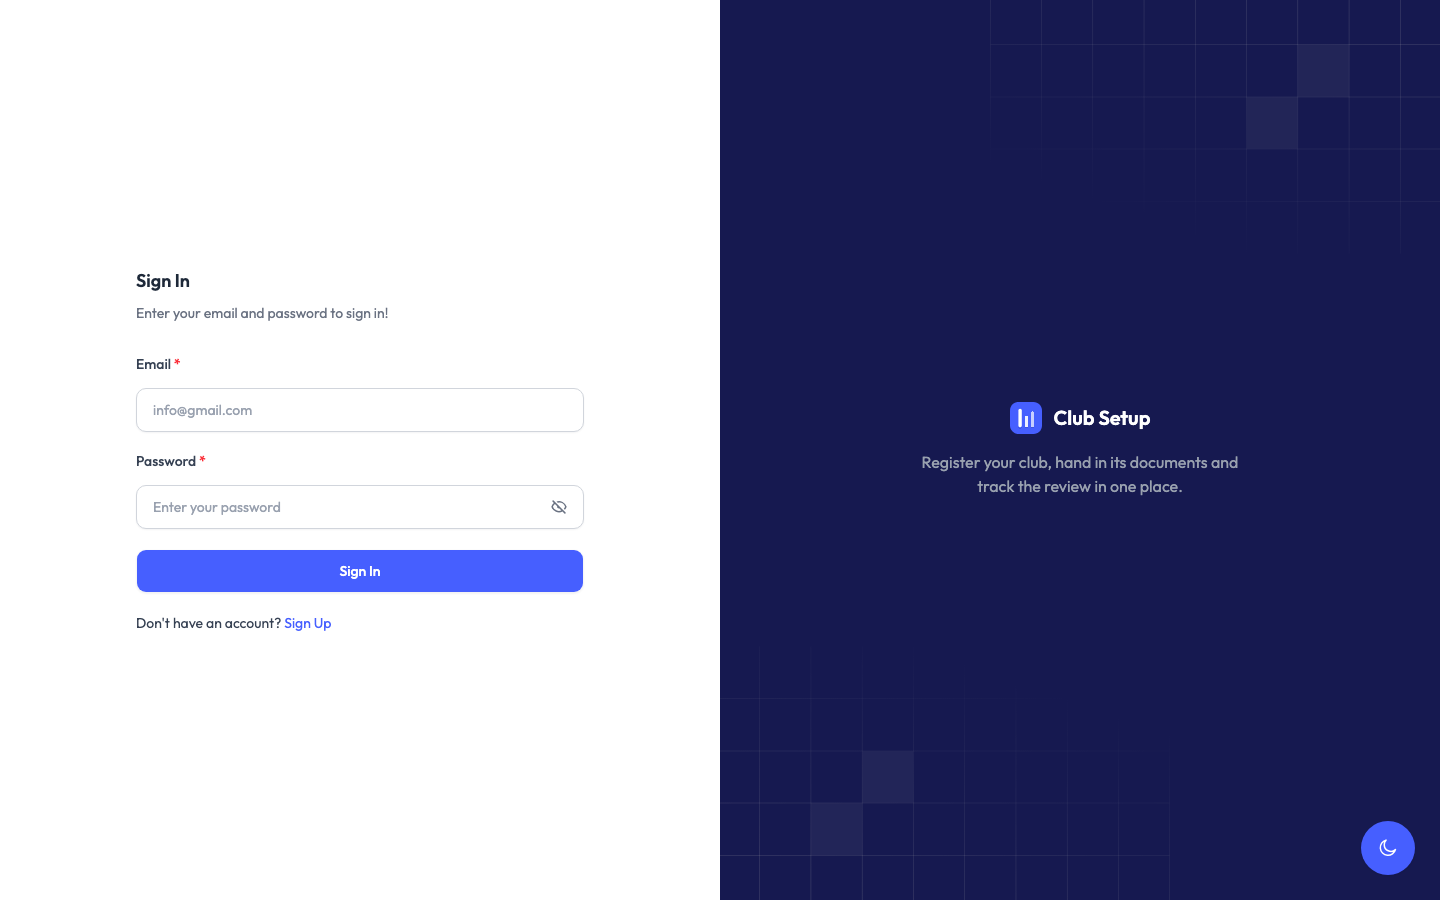 Sign In
Enter your email and password to sign in!
Email *
info@gmail.com
Password *
Enter your password
Sign In
Don't have an account? Sign Up
Club Setup
Register your club, hand in its documents and
track the review in one place.